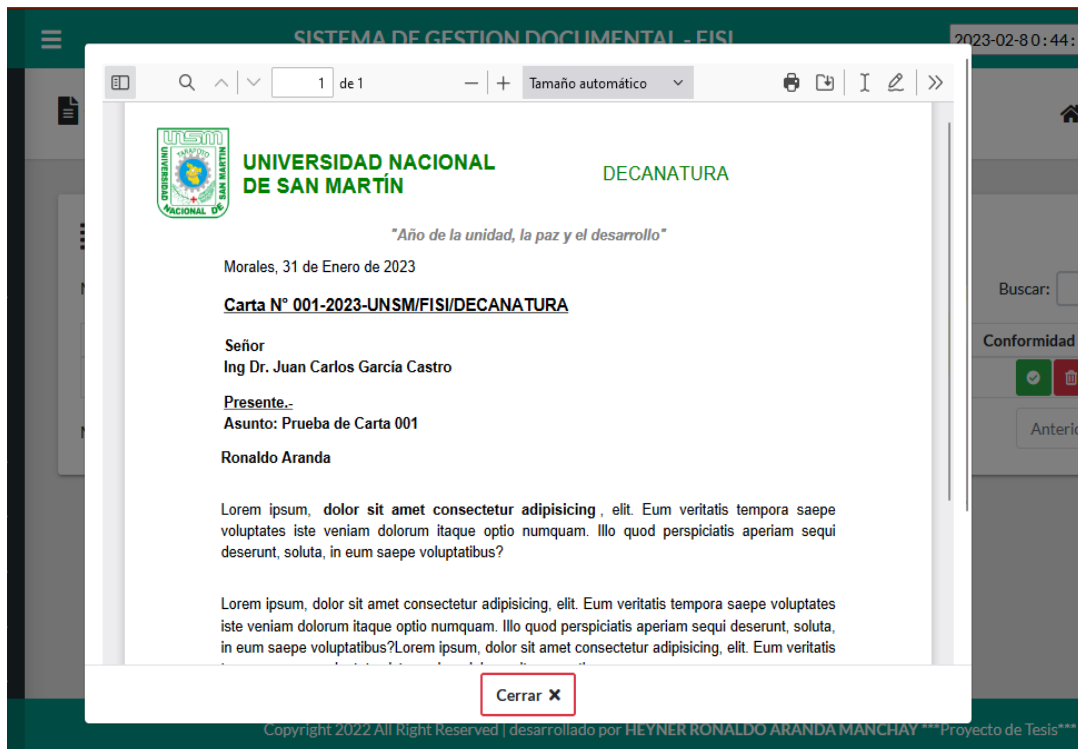 SISTEMA DE GESTION DOCUMENTAL - FISI
2023-02-8 0:44:
1 de 1
Tamaño automático
unsm
TARAPOTO
UNIVERSIDAD
NACIONAL DE
SAN MARTIN
UNIVERSIDAD NACIONAL
DE SAN MARTÍN
DECANATURA
"Año de la unidad, la paz y el desarrollo"
Morales, 31 de Enero de 2023
Carta N° 001-2023-UNSM/FISI/DECANATURA
Señor
Ing Dr. Juan Carlos García Castro
Presente.-
Asunto: Prueba de Carta 001
Ronaldo Aranda
Lorem ipsum, dolor sit amet consectetur adipisicing , elit. Eum veritatis tempora saepe
voluptates iste veniam dolorum itaque optio numquam. Illo quod perspiciatis aperiam sequi
deserunt, soluta, in eum saepe voluptatibus?
Lorem ipsum, dolor sit amet consectetur adipisicing, elit. Eum veritatis tempora saepe voluptates
iste veniam dolorum itaque optio numquam. Illo quod perspiciatis aperiam sequi deserunt, soluta,
in eum saepe voluptatibus?Lorem ipsum, dolor sit amet consectetur adipisicing, elit. Eum veritatis
Buscar:
Conformidad
Anterio
Cerrar
Copyright 2022 All Right Reserved | desarrollado por HEYNER RONALDO ARANDA MANCHAY ***Proyecto de Tesis***